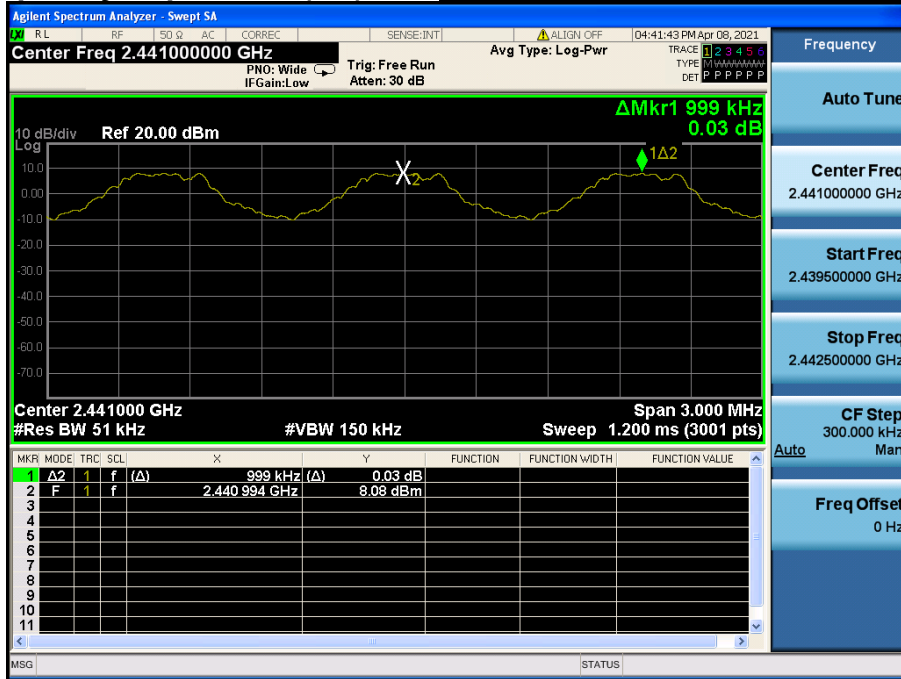 Agilent Spectrum Analyzer - Swept SA
LXI RL RF 50 Ω AC CORREC SENSE:INT ALIGN OFF 04:41:43 PM Apr 08, 2021
Center Freq 2.441000000 GHz
PNO: Wide
IFGain:Low
Trig: Free Run
Atten: 30 dB
Avg Type: Log-Pwr
TRACE 1 2 3 4 5 6
TYPE M WWWWW
DET P P P P P P
ΔMkr1 999 kHz
0.03 dB
10 dB/div Ref 20.00 dBm
Log
10.0
0.00
-10.0
-20.0
-30.0
-40.0
-50.0
-60.0
-70.0
1Δ2
2
Center 2.441000 GHz Span 3.000 MHz
#Res BW 51 kHz #VBW 150 kHz Sweep 1.200 ms (3001 pts)
MKR MODE TRC SCL X Y FUNCTION FUNCTION WIDTH FUNCTION VALUE
1 Δ2 1 f (Δ) 999 kHz (Δ) 0.03 dB
2 F 1 f 2.440 994 GHz 8.08 dBm
3
4
5
6
7
8
9
10
11
MSG STATUS
Frequency
Auto Tune
Center Freq
2.441000000 GHz
Start Freq
2.439500000 GHz
Stop Freq
2.442500000 GHz
CF Step
300.000 kHz
Auto Man
Freq Offset
0 Hz